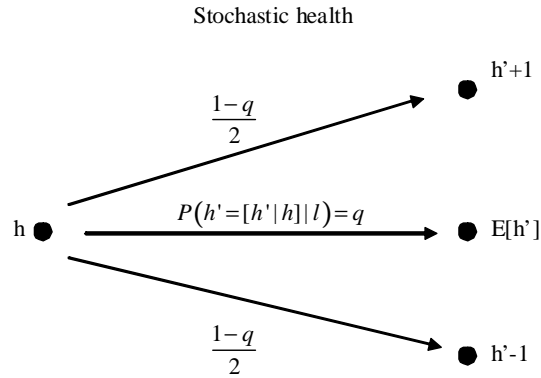 Stochastic health
h'+1
1−q
2
P(h'=[h'|h]|l)=q
h
E[h’]
h’-1
1−q
2